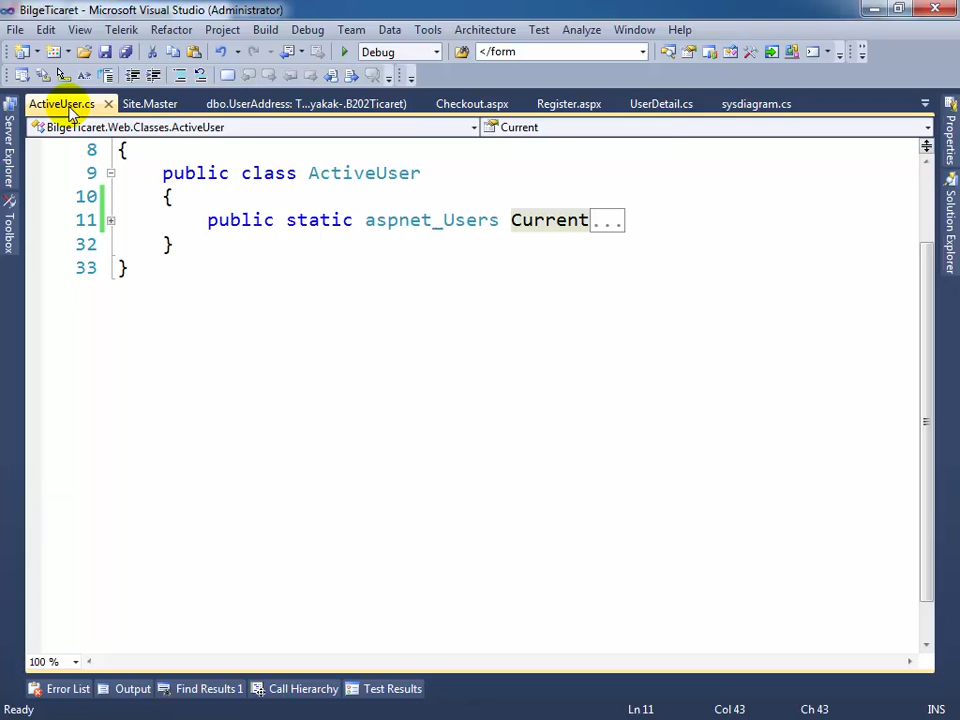 BilgeTicaret - Microsoft Visual Studio (Administrator)
File Edit View Telerik Refactor Project Build Debug Team Data Tools Architecture Test Analyze Window Help
Debug </form
ActiveUser.cs Site.Master dbo.UserAddress: T...yakak-.B202Ticaret) Checkout.aspx Register.aspx UserDetail.cs sysdiagram.cs
BilgeTicaret.Web.Classes.ActiveUser Current
8 {
9 public class ActiveUser
10 {
11 public static aspnet_Users Current...
32 }
33 }
Server Explorer
Toolbox
Properties
Solution Explorer
100 %
Error List Output Find Results 1 Call Hierarchy Test Results
Ready Ln 11 Col 43 Ch 43 INS